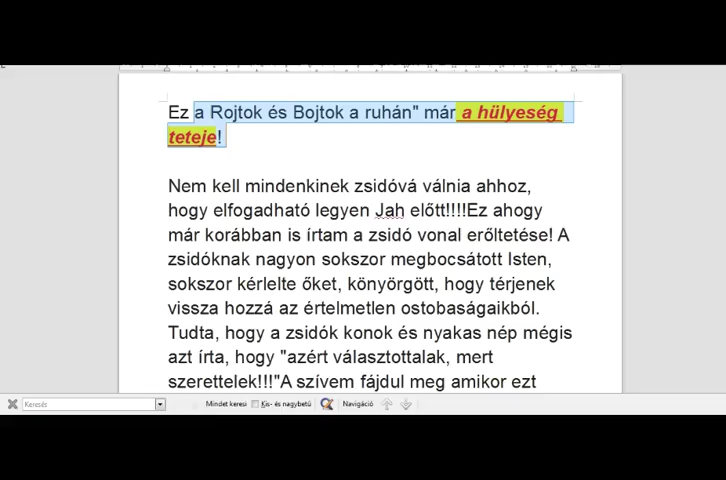 Ez a Rojtok és Bojtok a ruhán" már a hülyeség
teteje!
Nem kell mindenkinek zsidóvá válnia ahhoz,
hogy elfogadható legyen Jah előtt!!!!Ez ahogy
már korábban is írtam a zsidó vonal erőltetése! A
zsidóknak nagyon sokszor megbocsátott Isten,
sokszor kérlelte őket, könyörgött, hogy térjenek
vissza hozzá az értelmetlen ostobaságaikból.
Tudta, hogy a zsidók konok és nyakas nép mégis
azt írta, hogy "azért választottalak, mert
szerettelek!!!"A szívem fájdul meg amikor ezt
Keresés Mindet keresi Kis- és nagybetű Navigáció